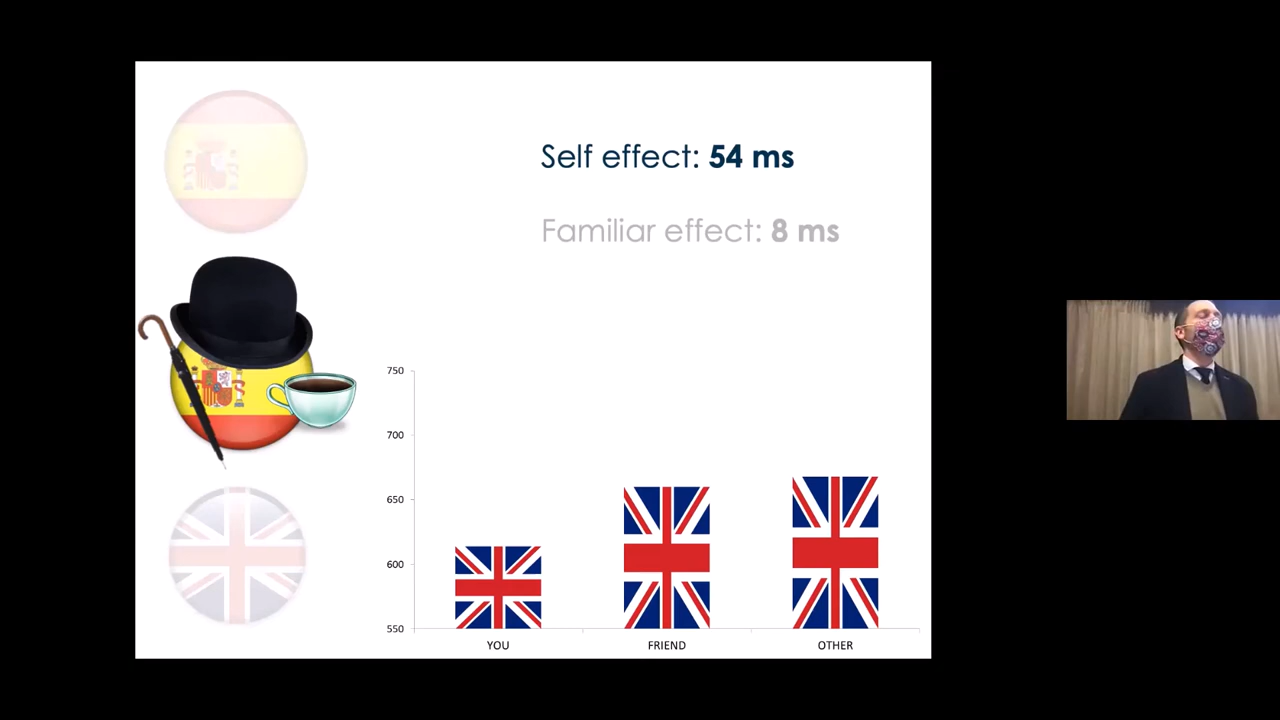 Self effect: 54 ms
Familiar effect: 8 ms
750
700
650
600
550
YOU FRIEND OTHER